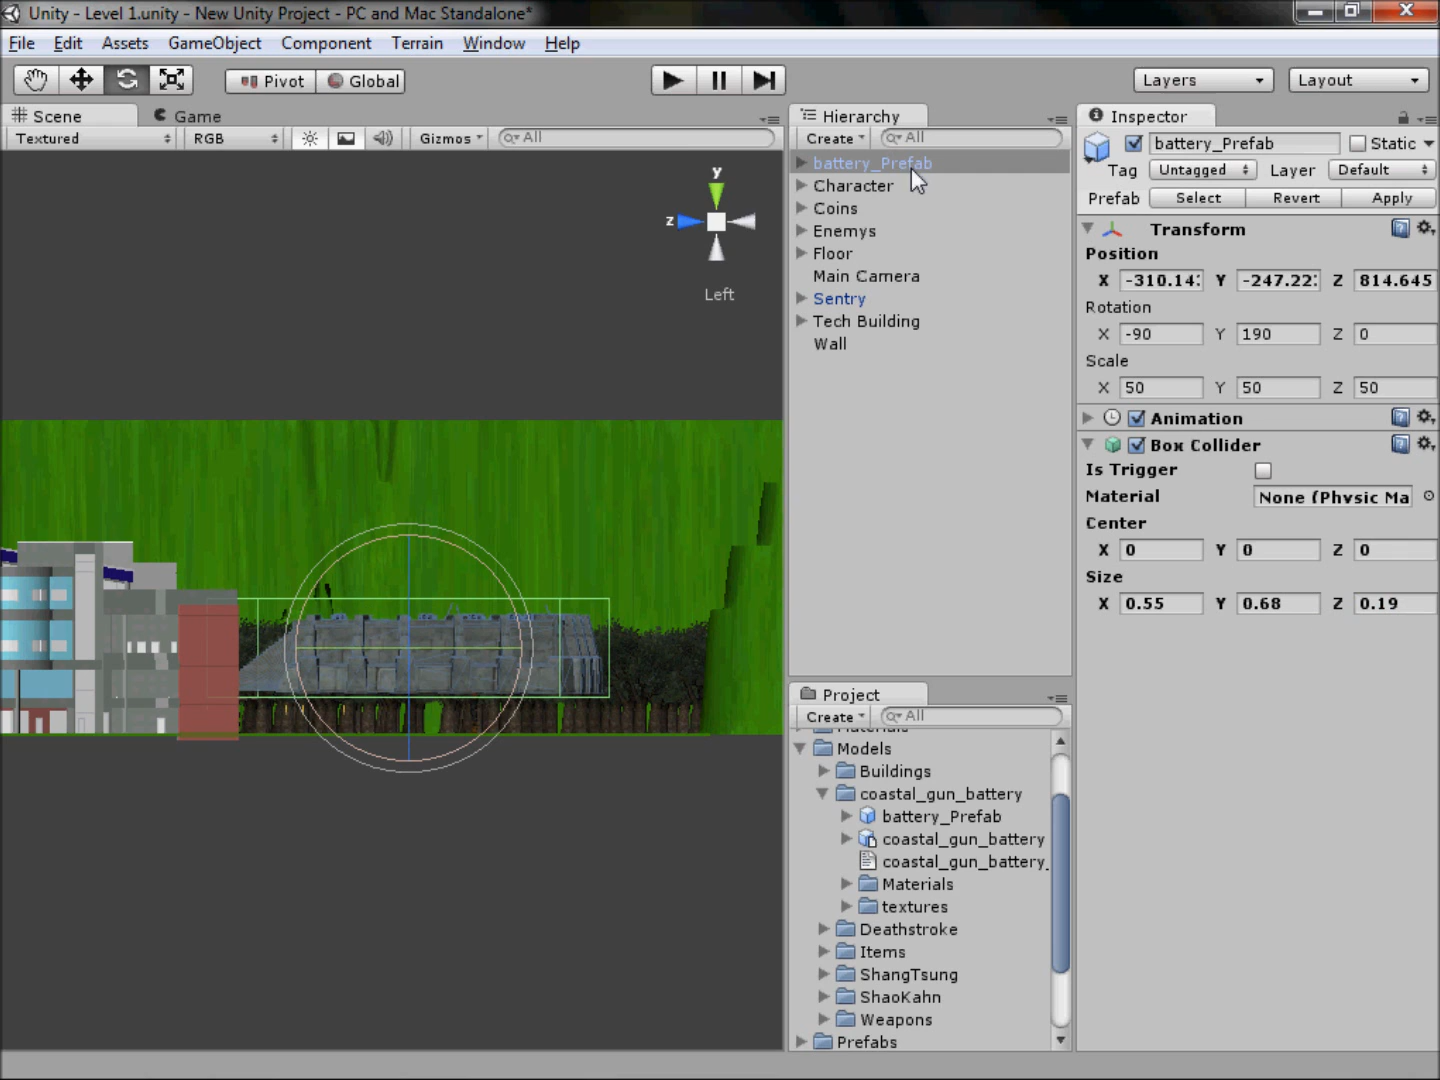 Unity - Level 1.unity - New Unity Project - PC and Mac Standalone*
File Edit Assets GameObject Component Terrain Window Help
Pivot Global Layers Layout
Scene Game
Textured RGB Gizmos All
y
z
Left
Hierarchy
Create All
battery_Prefab
Character
Coins
Enemys
Floor
Main Camera
Sentry
Tech Building
Wall
Project
Create All
Materials
Models
Buildings
coastal_gun_battery
battery_Prefab
coastal_gun_battery
coastal_gun_battery_
Materials
textures
Deathstroke
Items
ShangTsung
ShaoKahn
Weapons
Prefabs
Inspector
battery_Prefab Static
Tag Untagged Layer Default
Prefab Select Revert Apply
Transform
Position
X -310.14 Y -247.22 Z 814.645
Rotation
X -90 Y 190 Z 0
Scale
X 50 Y 50 Z 50
Animation
Box Collider
Is Trigger
Material None (Physic Ma
Center
X 0 Y 0 Z 0
Size
X 0.55 Y 0.68 Z 0.19